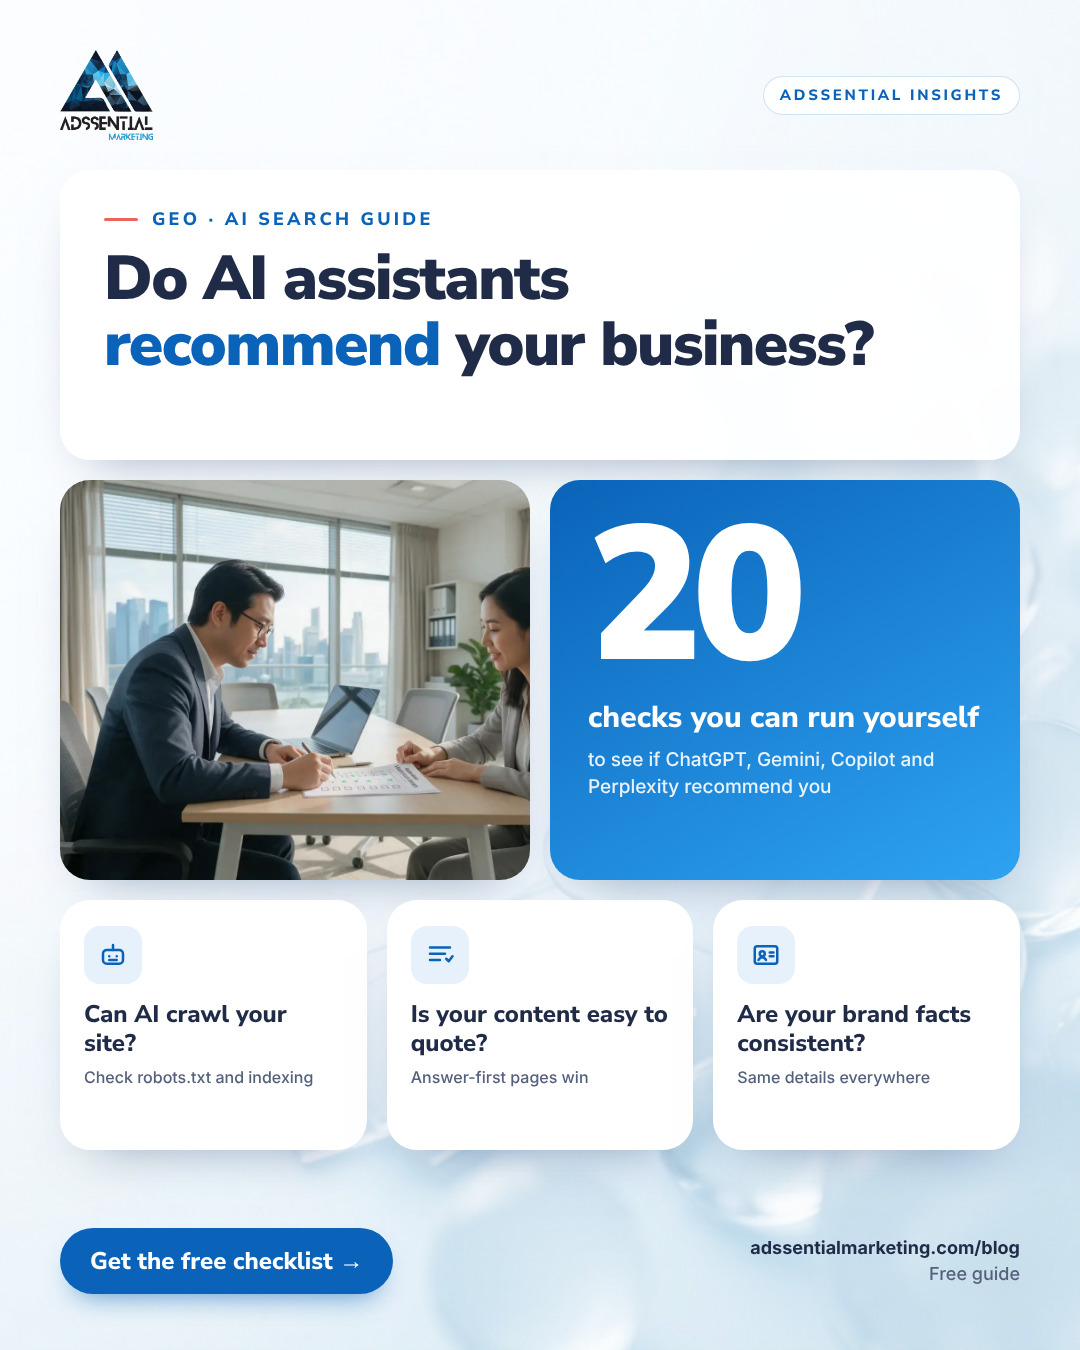 ADSSENTIAL
MARKETING
ADSSENTIAL INSIGHTS
GEO · AI SEARCH GUIDE
Do AI assistants
recommend your business?
20
checks you can run yourself
to see if ChatGPT, Gemini, Copilot and
Perplexity recommend you
Can AI crawl your
site?
Check robots.txt and indexing
Is your content easy to
quote?
Answer-first pages win
Are your brand facts
consistent?
Same details everywhere
Get the free checklist →
adssentialmarketing.com/blog
Free guide